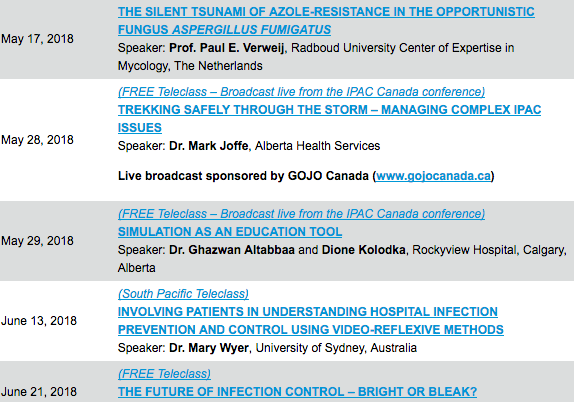 May 17, 2018
THE SILENT TSUNAMI OF AZOLE-RESISTANCE IN THE OPPORTUNISTIC
FUNGUS ASPERGILLUS FUMIGATUS
Speaker: Prof. Paul E. Verweij, Radboud University Center of Expertise in
Mycology, The Netherlands
May 28, 2018
(FREE Teleclass – Broadcast live from the IPAC Canada conference)
TREKKING SAFELY THROUGH THE STORM – MANAGING COMPLEX IPAC
ISSUES
Speaker: Dr. Mark Joffe, Alberta Health Services
Live broadcast sponsored by GOJO Canada (www.gojocanada.ca)
May 29, 2018
(FREE Teleclass – Broadcast live from the IPAC Canada conference)
SIMULATION AS AN EDUCATION TOOL
Speaker: Dr. Ghazwan Altabbaa and Dione Kolodka, Rockyview Hospital, Calgary,
Alberta
June 13, 2018
(South Pacific Teleclass)
INVOLVING PATIENTS IN UNDERSTANDING HOSPITAL INFECTION
PREVENTION AND CONTROL USING VIDEO-REFLEXIVE METHODS
Speaker: Dr. Mary Wyer, University of Sydney, Australia
June 21, 2018
(FREE Teleclass)
THE FUTURE OF INFECTION CONTROL – BRIGHT OR BLEAK?